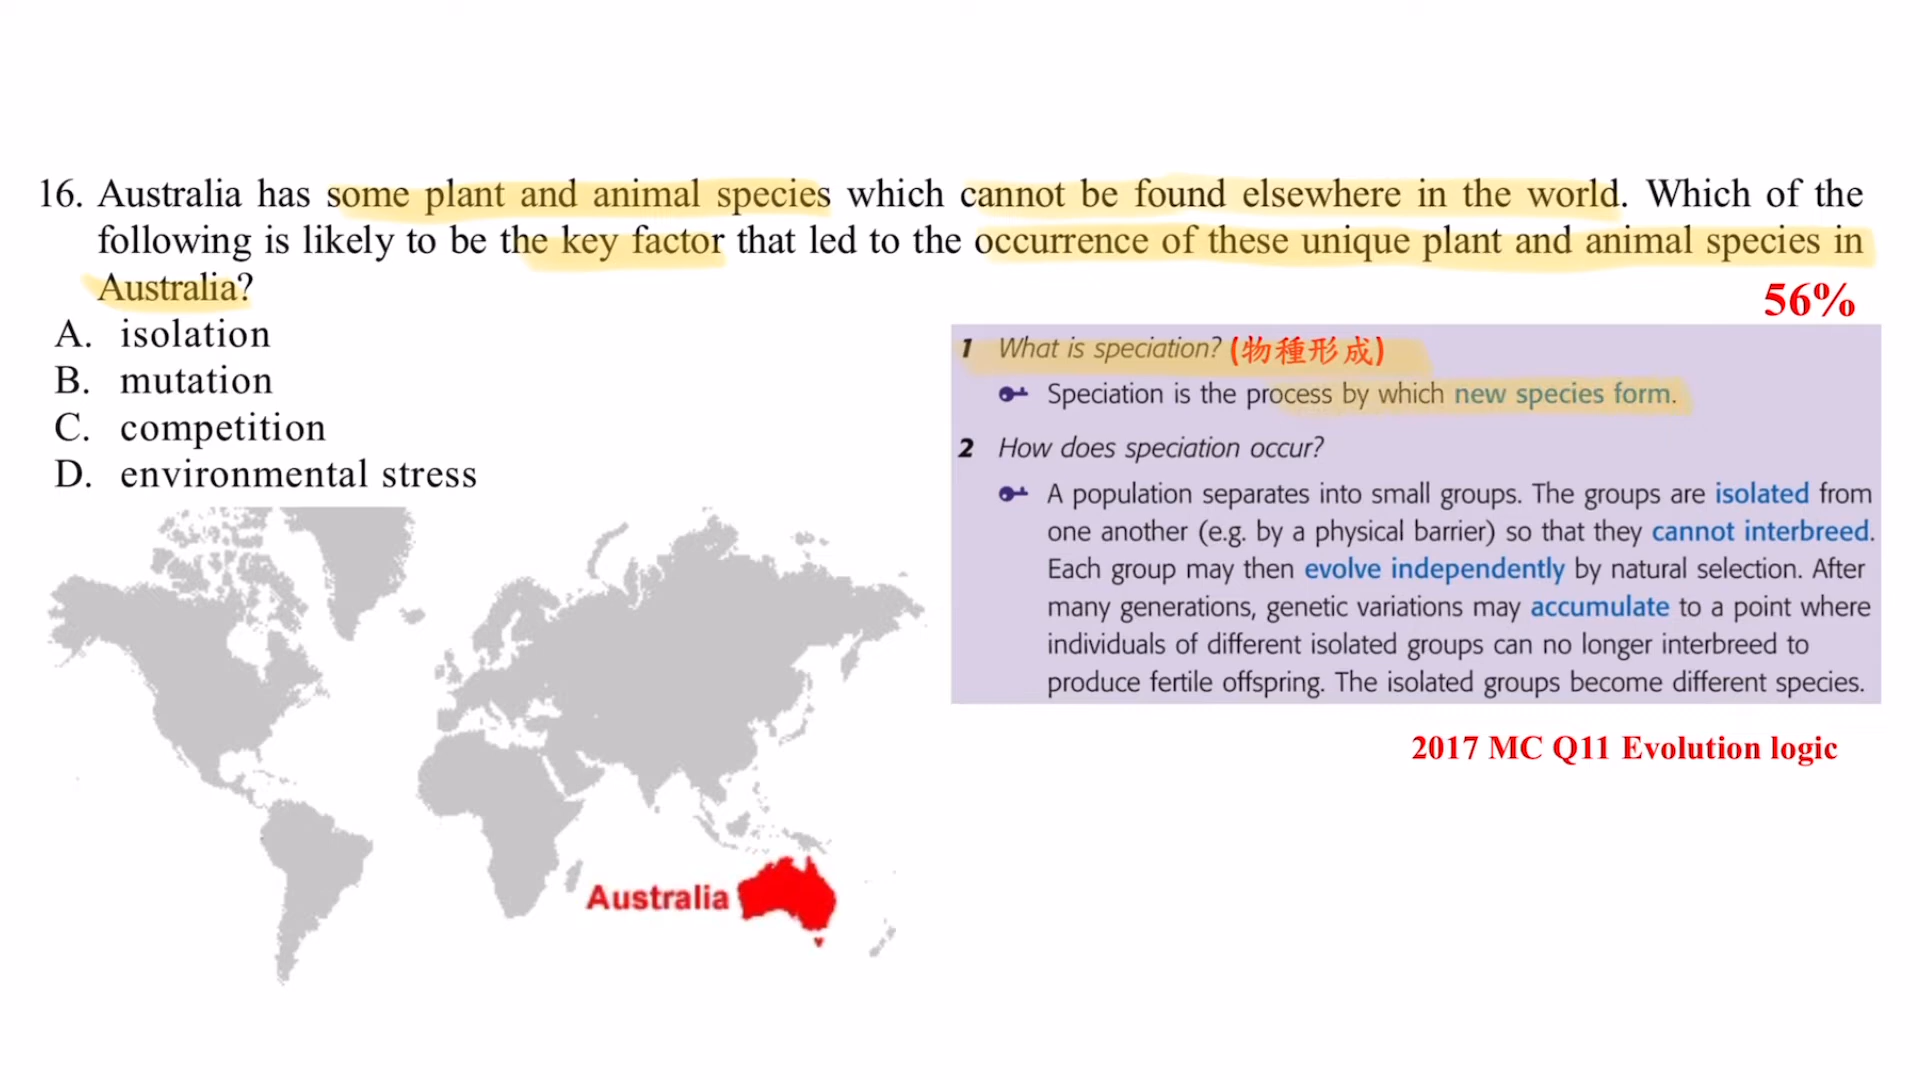 16. Australia has some plant and animal species which cannot be found elsewhere in the world. Which of the
following is likely to be the key factor that led to the occurrence of these unique plant and animal species in
Australia?
56%
A. isolation
B. mutation
C. competition
D. environmental stress
1 What is speciation? (物種形成)
Speciation is the process by which new species form.
2 How does speciation occur?
A population separates into small groups. The groups are isolated from
one another (e.g. by a physical barrier) so that they cannot interbreed.
Each group may then evolve independently by natural selection. After
many generations, genetic variations may accumulate to a point where
individuals of different isolated groups can no longer interbreed to
produce fertile offspring. The isolated groups become different species.
2017 MC Q11 Evolution logic
Australia